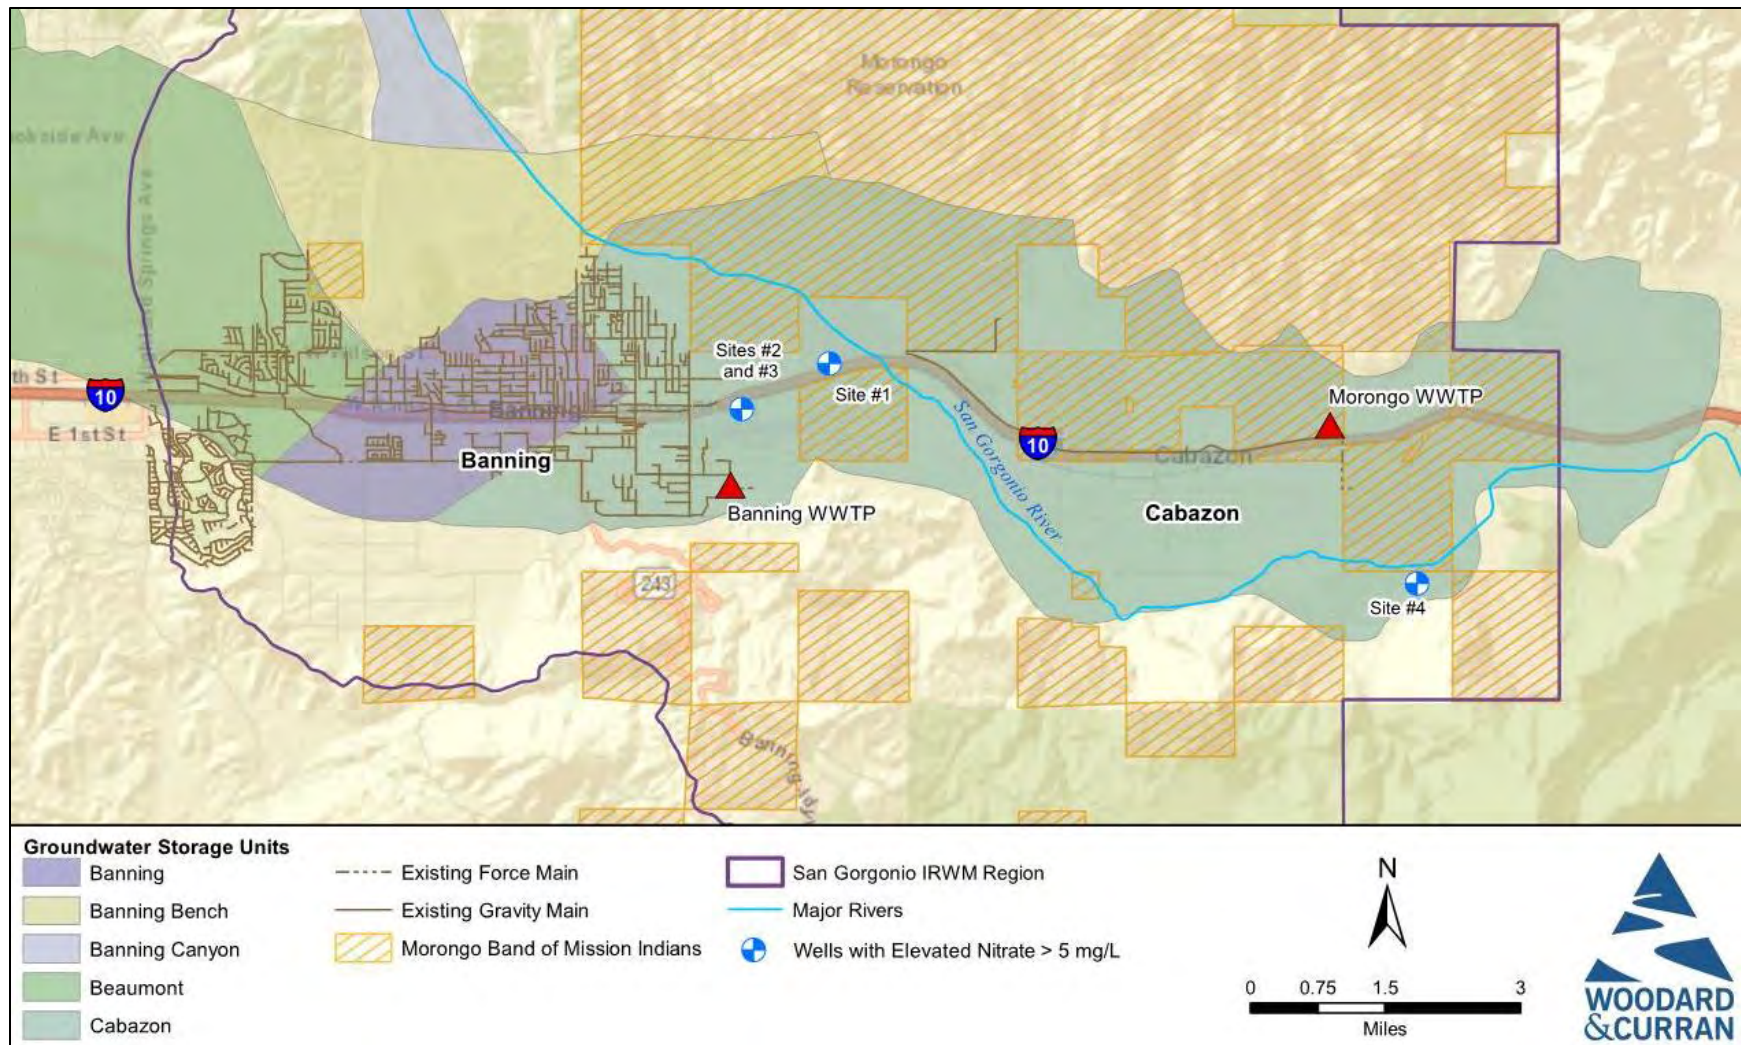 Morongo
Reservation
Sites #2
and #3
th St
10
Site #1
Morongo WWTP
E 1st St
Banning
Banning
San Gorgonio River
10
Cabazon
Banning WWTP
Cabazon
243
Site #4
Groundwater Storage Units
Banning
Banning Bench
Banning Canyon
Beaumont
Cabazon
Existing Force Main
Existing Gravity Main
Morongo Band of Mission Indians
San Gorgonio IRWM Region
Major Rivers
Wells with Elevated Nitrate > 5 mg/L
N
0 0.75 1.5 3
Miles
WOODARD
&CURRAN